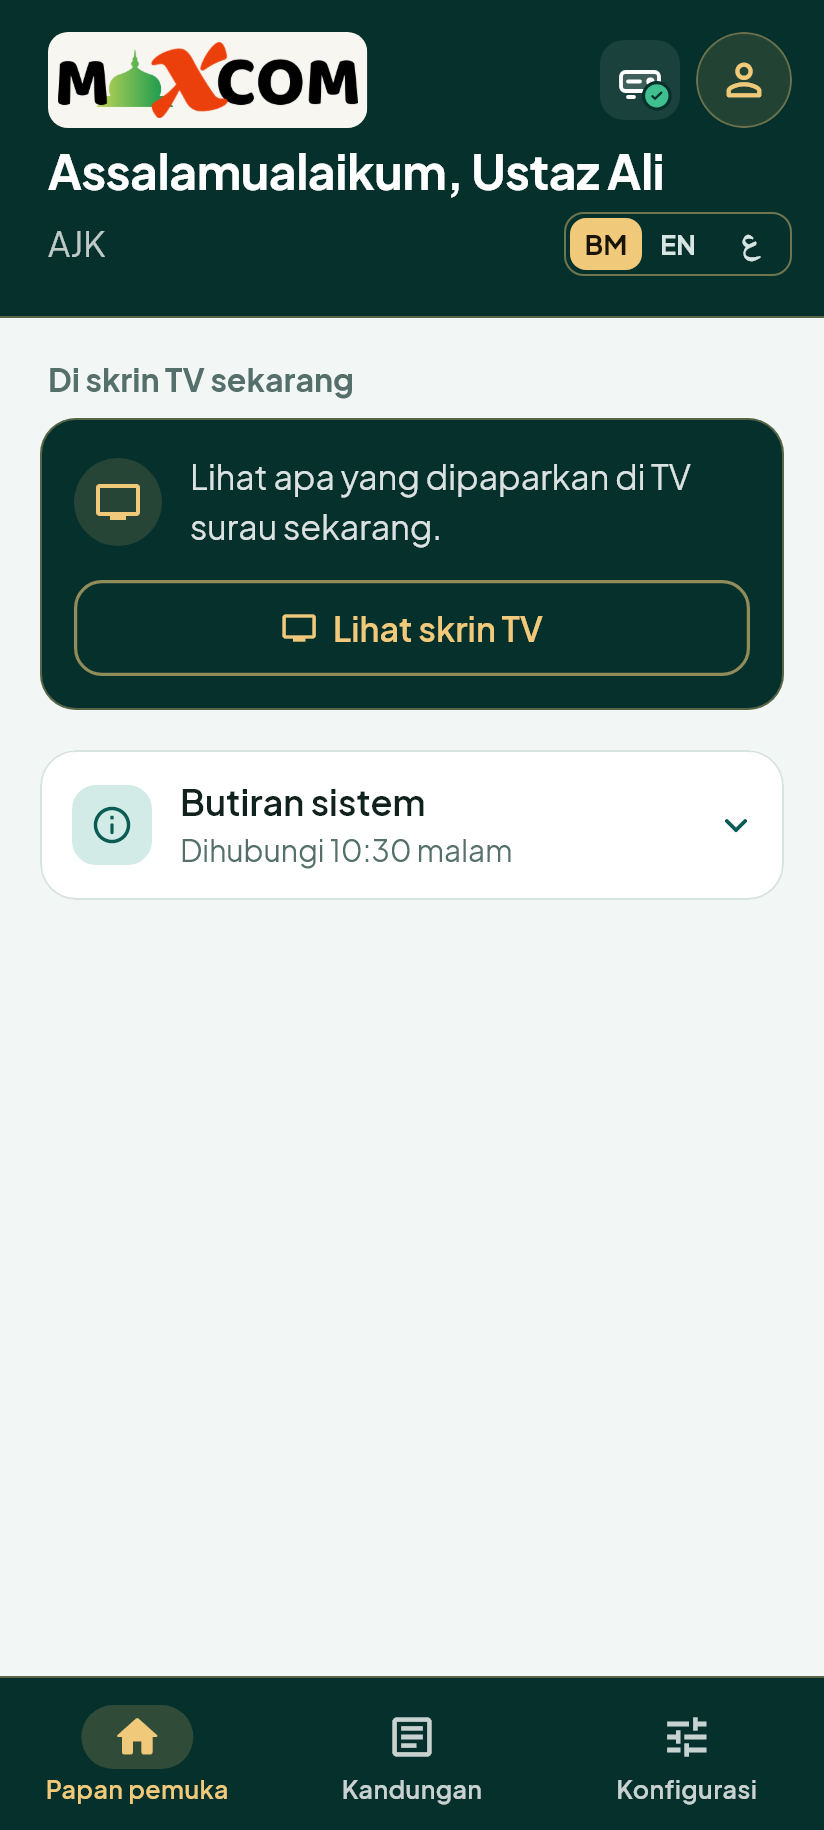 MAXCOM
Assalamualaikum, Ustaz Ali
AJK
BM EN ع
Di skrin TV sekarang
Lihat apa yang dipaparkan di TV
surau sekarang.
Lihat skrin TV
Butiran sistem
Dihubungi 10:30 malam
Papan pemuka
Kandungan
Konfigurasi